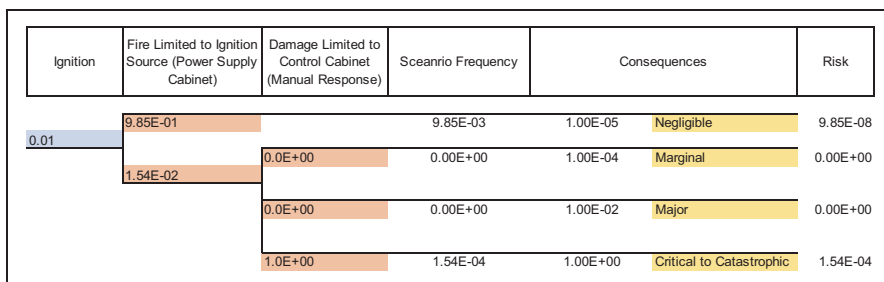 Ignition
Fire Limited to Ignition
Source (Power Supply
Cabinet)
Damage Limited to
Control Cabinet
(Manual Response)
Sceanrio Frequency
Consequences
Risk
9.85E-01
9.85E-03
1.00E-05
Negligible
9.85E-08
0.01
0.0E+00
0.00E+00
1.00E-04
Marginal
0.00E+00
1.54E-02
0.0E+00
0.00E+00
1.00E-02
Major
0.00E+00
1.0E+00
1.54E-04
1.00E+00
Critical to Catastrophic
1.54E-04